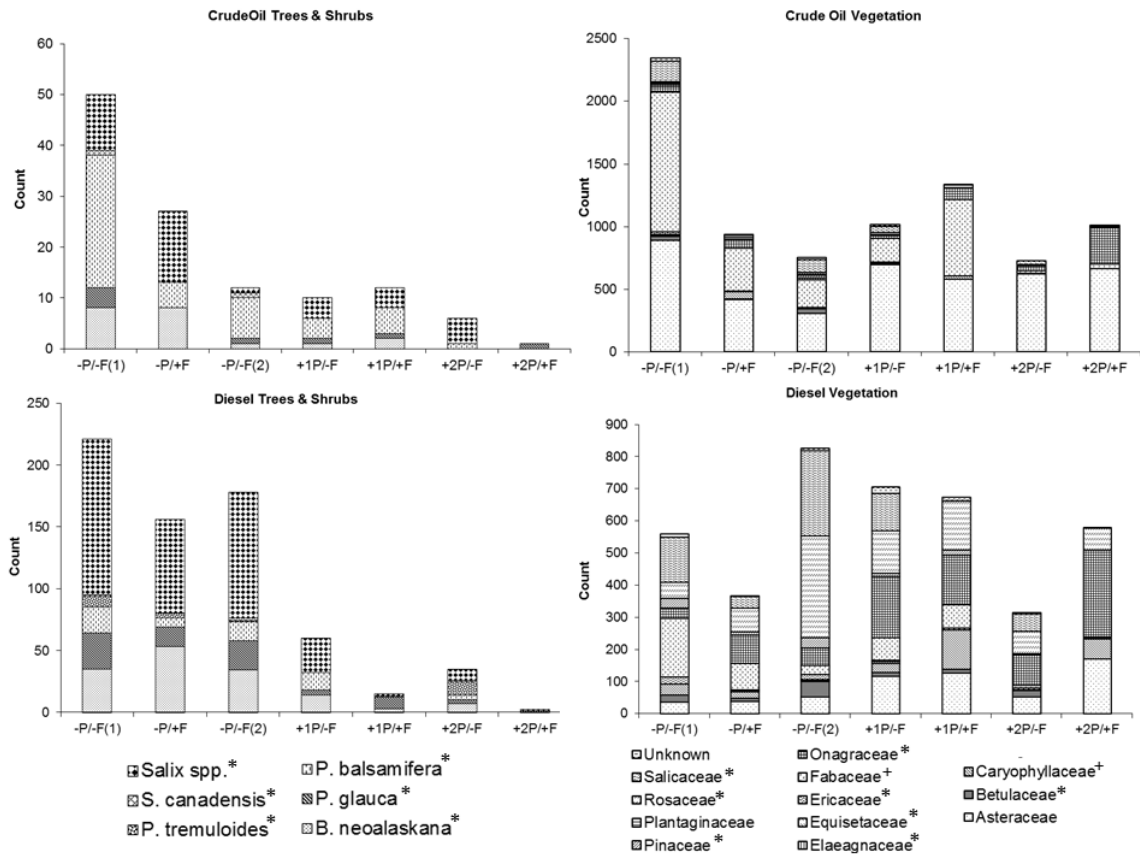 CrudeOil Trees & Shrubs
60
50
40
30
20
10
0
Count
-P/-F(1) -P/+F -P/-F(2) +1P/-F +1P/+F +2P/-F +2P/+F
Crude Oil Vegetation
2500
2000
1500
1000
500
0
Count
-P/-F(1) -P/+F -P/-F(2) +1P/-F +1P/+F +2P/-F +2P/+F
Diesel Trees & Shrubs
250
200
150
100
50
0
Count
-P/-F(1) -P/+F -P/-F(2) +1P/-F +1P/+F +2P/-F +2P/+F
Salix spp.* P. balsamifera*
S. canadensis* P. glauca*
P. tremuloides* B. neoalaskana*
Diesel Vegetation
900
800
700
600
500
400
300
200
100
0
Count
-P/-F(1) -P/+F -P/-F(2) +1P/-F +1P/+F +2P/-F +2P/+F
Unknown Onagraceae*
Salicaceae* Fabaceae+ Caryophyllaceae+
Rosaceae* Ericaceae* Betulaceae*
Plantaginaceae Equisetaceae* Asteraceae
Pinaceae* Elaeagnaceae*